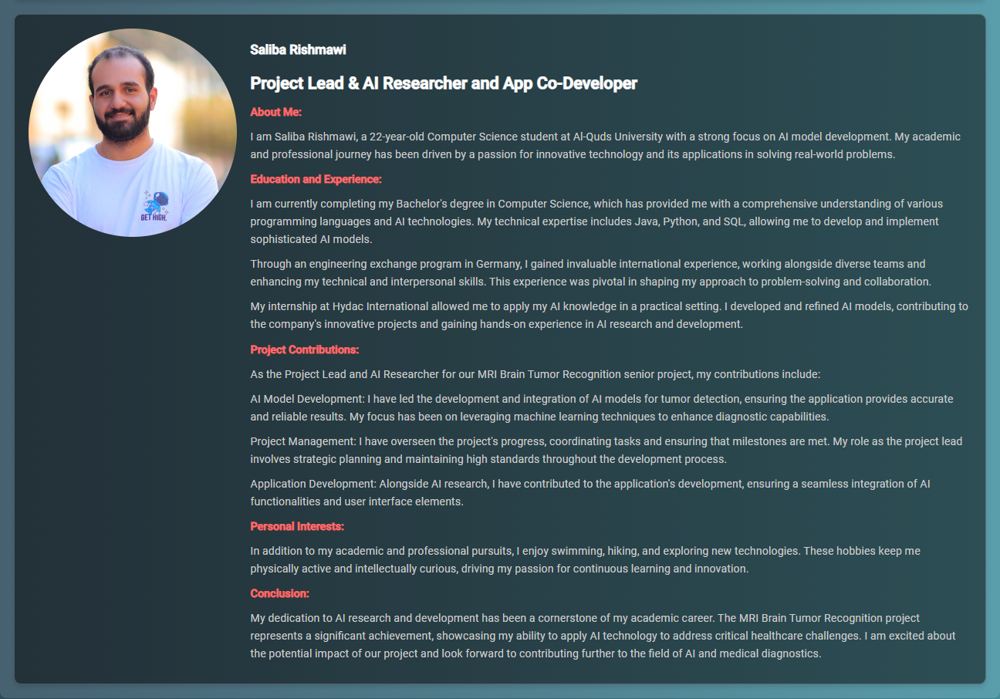 Saliba Rishmawi
Project Lead & AI Researcher and App Co-Developer
About Me:
I am Saliba Rishmawi, a 22-year-old Computer Science student at Al-Quds University with a strong focus on AI model development. My academic
and professional journey has been driven by a passion for innovative technology and its applications in solving real-world problems.
Education and Experience:
I am currently completing my Bachelor's degree in Computer Science, which has provided me with a comprehensive understanding of various
programming languages and AI technologies. My technical expertise includes Java, Python, and SQL, allowing me to develop and implement
sophisticated AI models.
Through an engineering exchange program in Germany, I gained invaluable international experience, working alongside diverse teams and
enhancing my technical and interpersonal skills. This experience was pivotal in shaping my approach to problem-solving and collaboration.
My internship at Hydac International allowed me to apply my AI knowledge in a practical setting. I developed and refined AI models, contributing to
the company's innovative projects and gaining hands-on experience in AI research and development.
Project Contributions:
As the Project Lead and AI Researcher for our MRI Brain Tumor Recognition senior project, my contributions include:
AI Model Development: I have led the development and integration of AI models for tumor detection, ensuring the application provides accurate
and reliable results. My focus has been on leveraging machine learning techniques to enhance diagnostic capabilities.
Project Management: I have overseen the project's progress, coordinating tasks and ensuring that milestones are met. My role as the project lead
involves strategic planning and maintaining high standards throughout the development process.
Application Development: Alongside AI research, I have contributed to the application's development, ensuring a seamless integration of AI
functionalities and user interface elements.
Personal Interests:
In addition to my academic and professional pursuits, I enjoy swimming, hiking, and exploring new technologies. These hobbies keep me
physically active and intellectually curious, driving my passion for continuous learning and innovation.
Conclusion:
My dedication to AI research and development has been a cornerstone of my academic career. The MRI Brain Tumor Recognition project
represents a significant achievement, showcasing my ability to apply AI technology to address critical healthcare challenges. I am excited about
the potential impact of our project and look forward to contributing further to the field of AI and medical diagnostics.
GET HIGH.